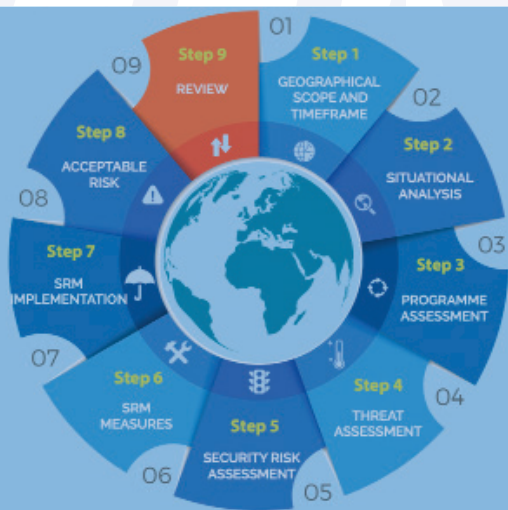 01
Step 1
GEOGRAPHICAL
SCOPE AND
TIMEFRAME
02
Step 2
SITUATIONAL
ANALYSIS
03
Step 3
PROGRAMME
ASSESSMENT
04
Step 4
THREAT
ASSESSMENT
05
Step 5
SECURITY RISK
ASSESSMENT
06
Step 6
SRM
MEASURES
07
Step 7
SRM
IMPLEMENTATION
08
Step 8
ACCEPTABLE
RISK
09
Step 9
REVIEW